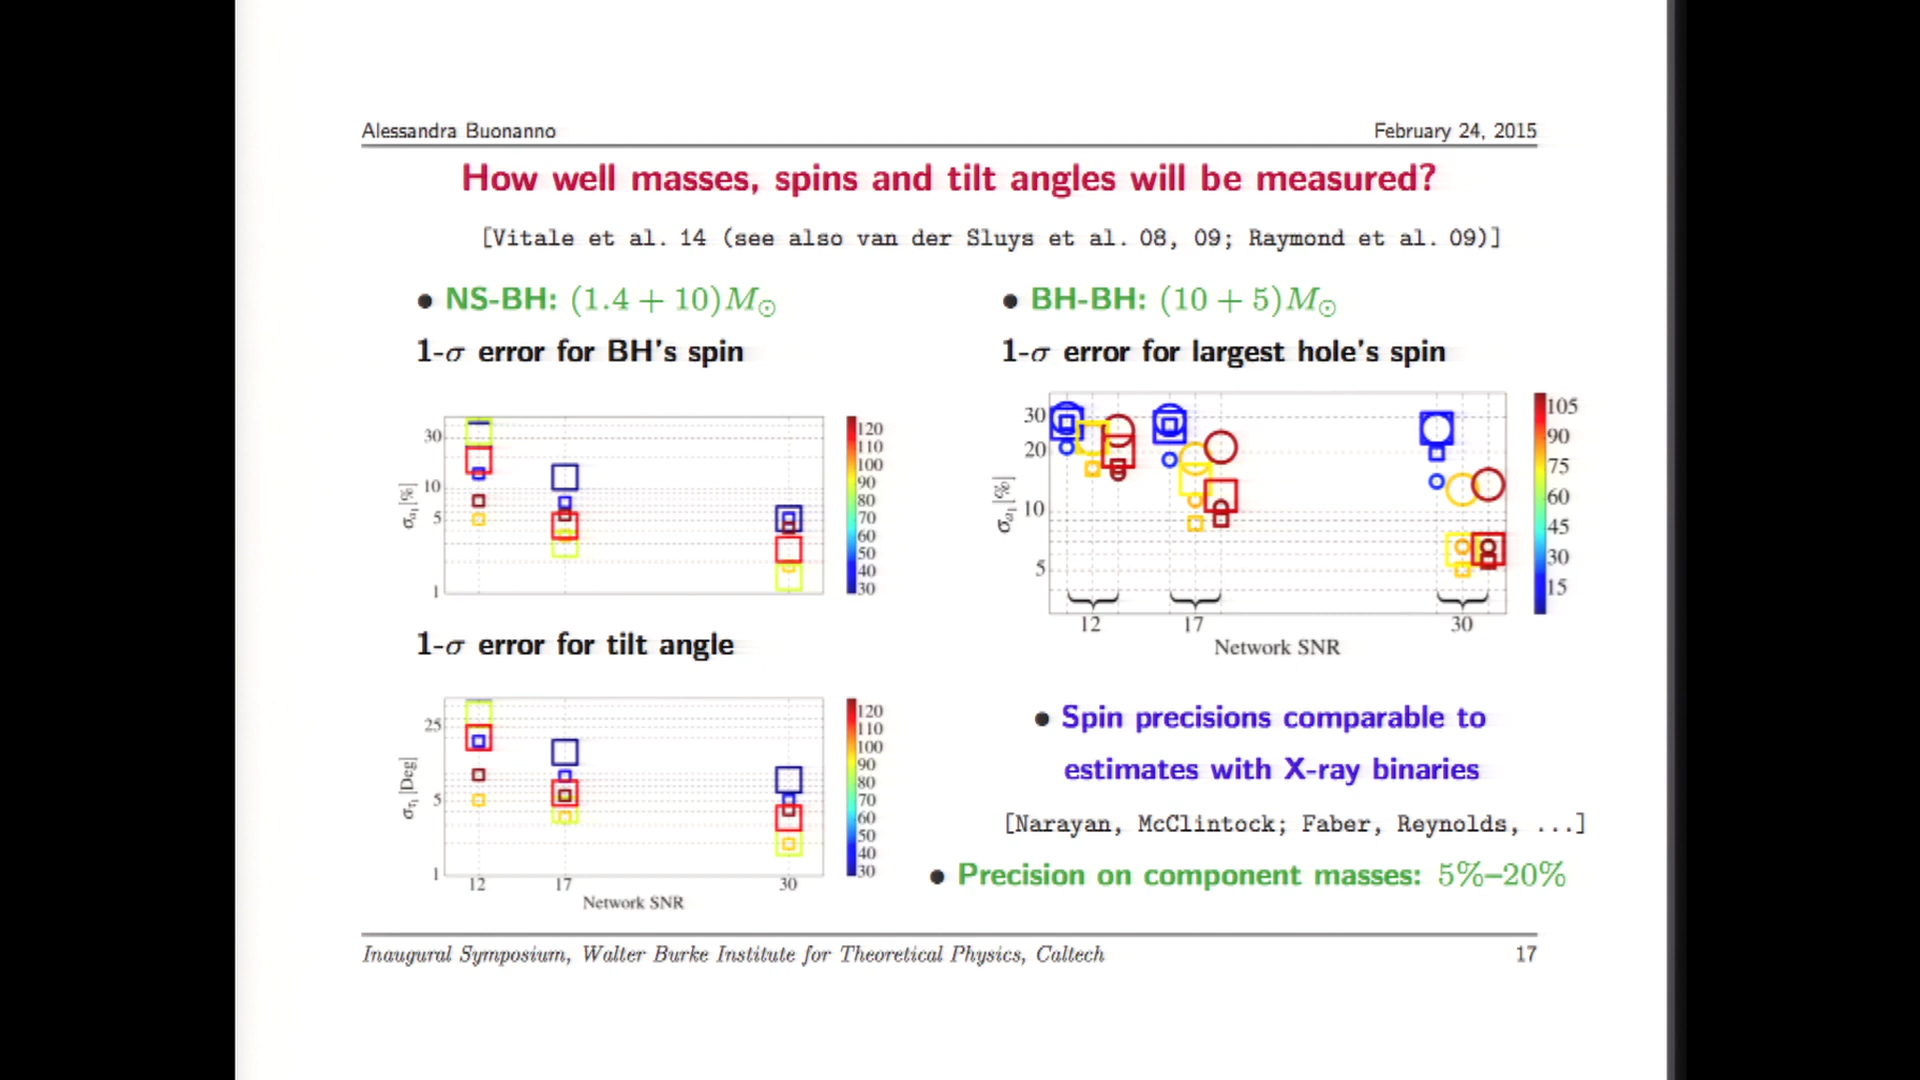 Alessandra Buonanno
February 24, 2015
How well masses, spins and tilt angles will be measured?
[Vitale et al. 14 (see also van der Sluys et al. 08, 09; Raymond et al. 09)]
• NS-BH: (1.4 + 10)M⊙
1-σ error for BH's spin
30
10
5
1
σa1[%]
120
110
100
90
80
70
60
50
40
30
1-σ error for tilt angle
25
5
1
στ1[Deg]
12
17
30
Network SNR
120
110
100
90
80
70
60
50
40
30
• BH-BH: (10 + 5)M⊙
1-σ error for largest hole's spin
30
20
10
5
σa1[%]
12
17
30
Network SNR
105
90
75
60
45
30
15
• Spin precisions comparable to
estimates with X-ray binaries
[Narayan, McClintock; Faber, Reynolds, ...]
• Precision on component masses: 5%–20%
Inaugural Symposium, Walter Burke Institute for Theoretical Physics, Caltech
17